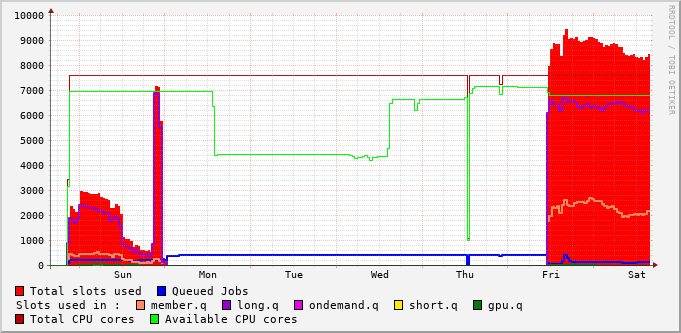 10000
9000
8000
7000
6000
5000
4000
3000
2000
1000
0
Sun Mon Tue Wed Thu Fri Sat
RRDTOOL / TOBI OETIKER
Total slots used Queued Jobs
Slots used in : member.q long.q ondemand.q short.q gpu.q
Total CPU cores Available CPU cores